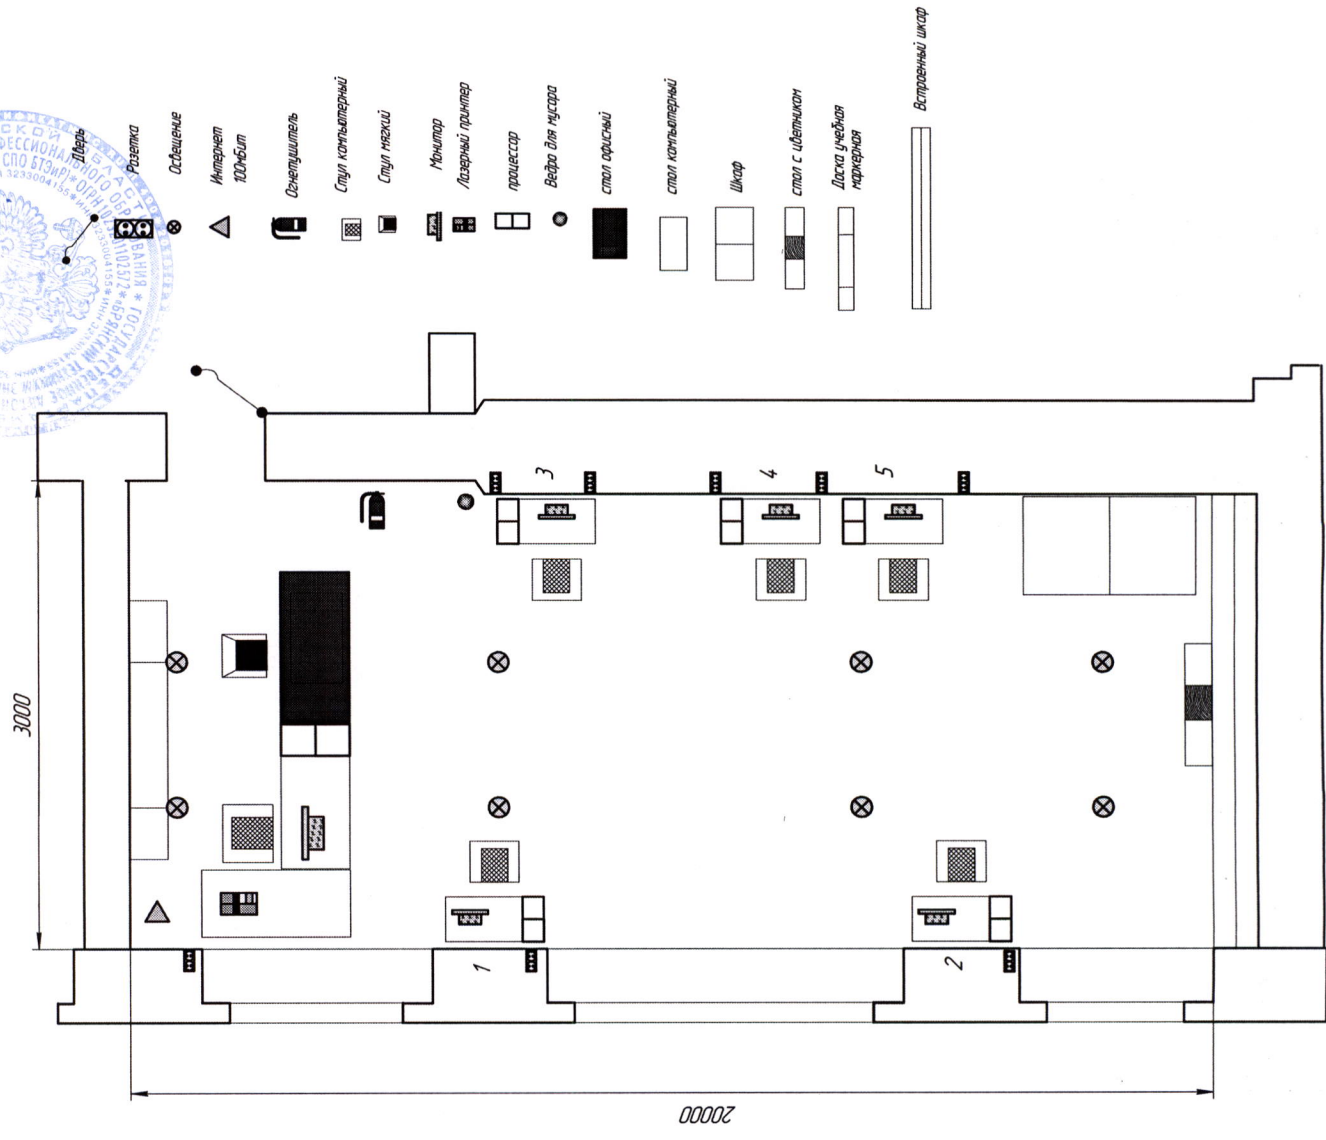 Дверь
Розетка
Освещение
Интернет
100мбит
Огнетушитель
Стул компьютерный
Стул мягкий
Монитор
Лазерный принтер
процессор
Ведро для мусора
стол офисный
стол компьютерный
Шкаф
стол с цветником
Доска учебная
маркерная
Встроенный шкаф
3000
3
4
5
1
2
20000